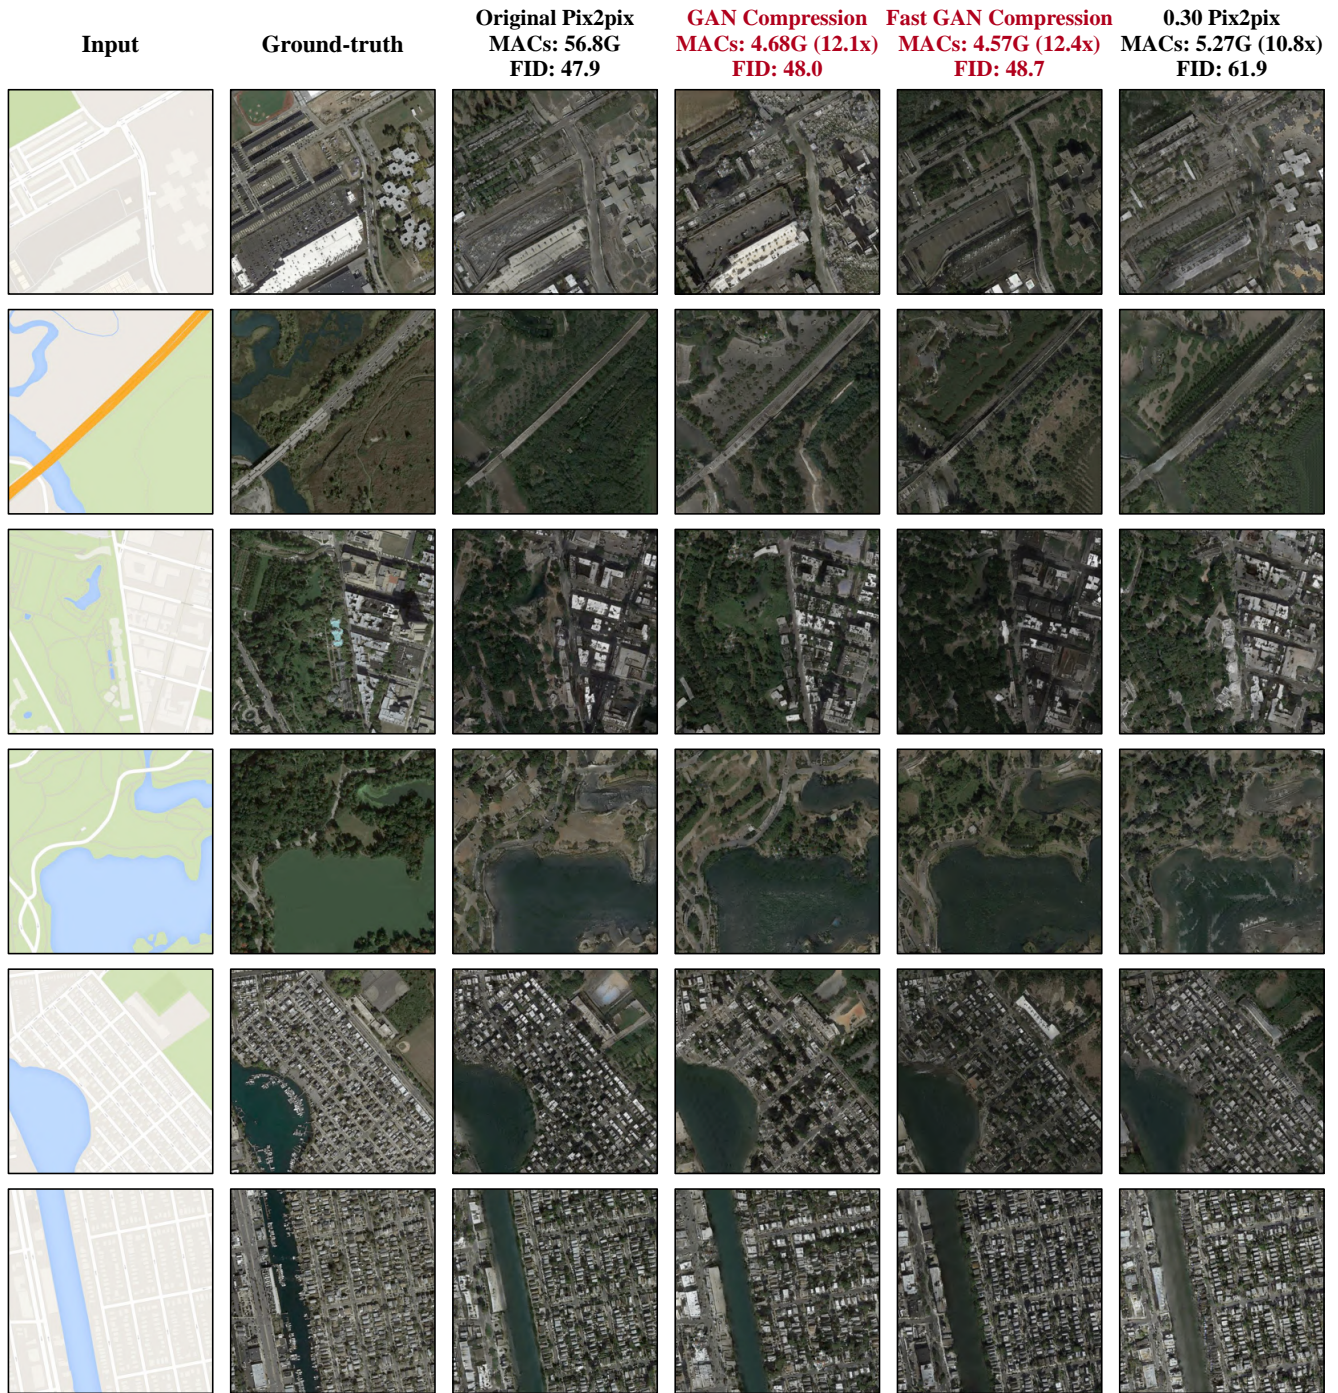 Input
Ground-truth
Original Pix2pix
MACs: 56.8G
FID: 47.9
GAN Compression
MACs: 4.68G (12.1x)
FID: 48.0
Fast GAN Compression
MACs: 4.57G (12.4x)
FID: 48.7
0.30 Pix2pix
MACs: 5.27G (10.8x)
FID: 61.9